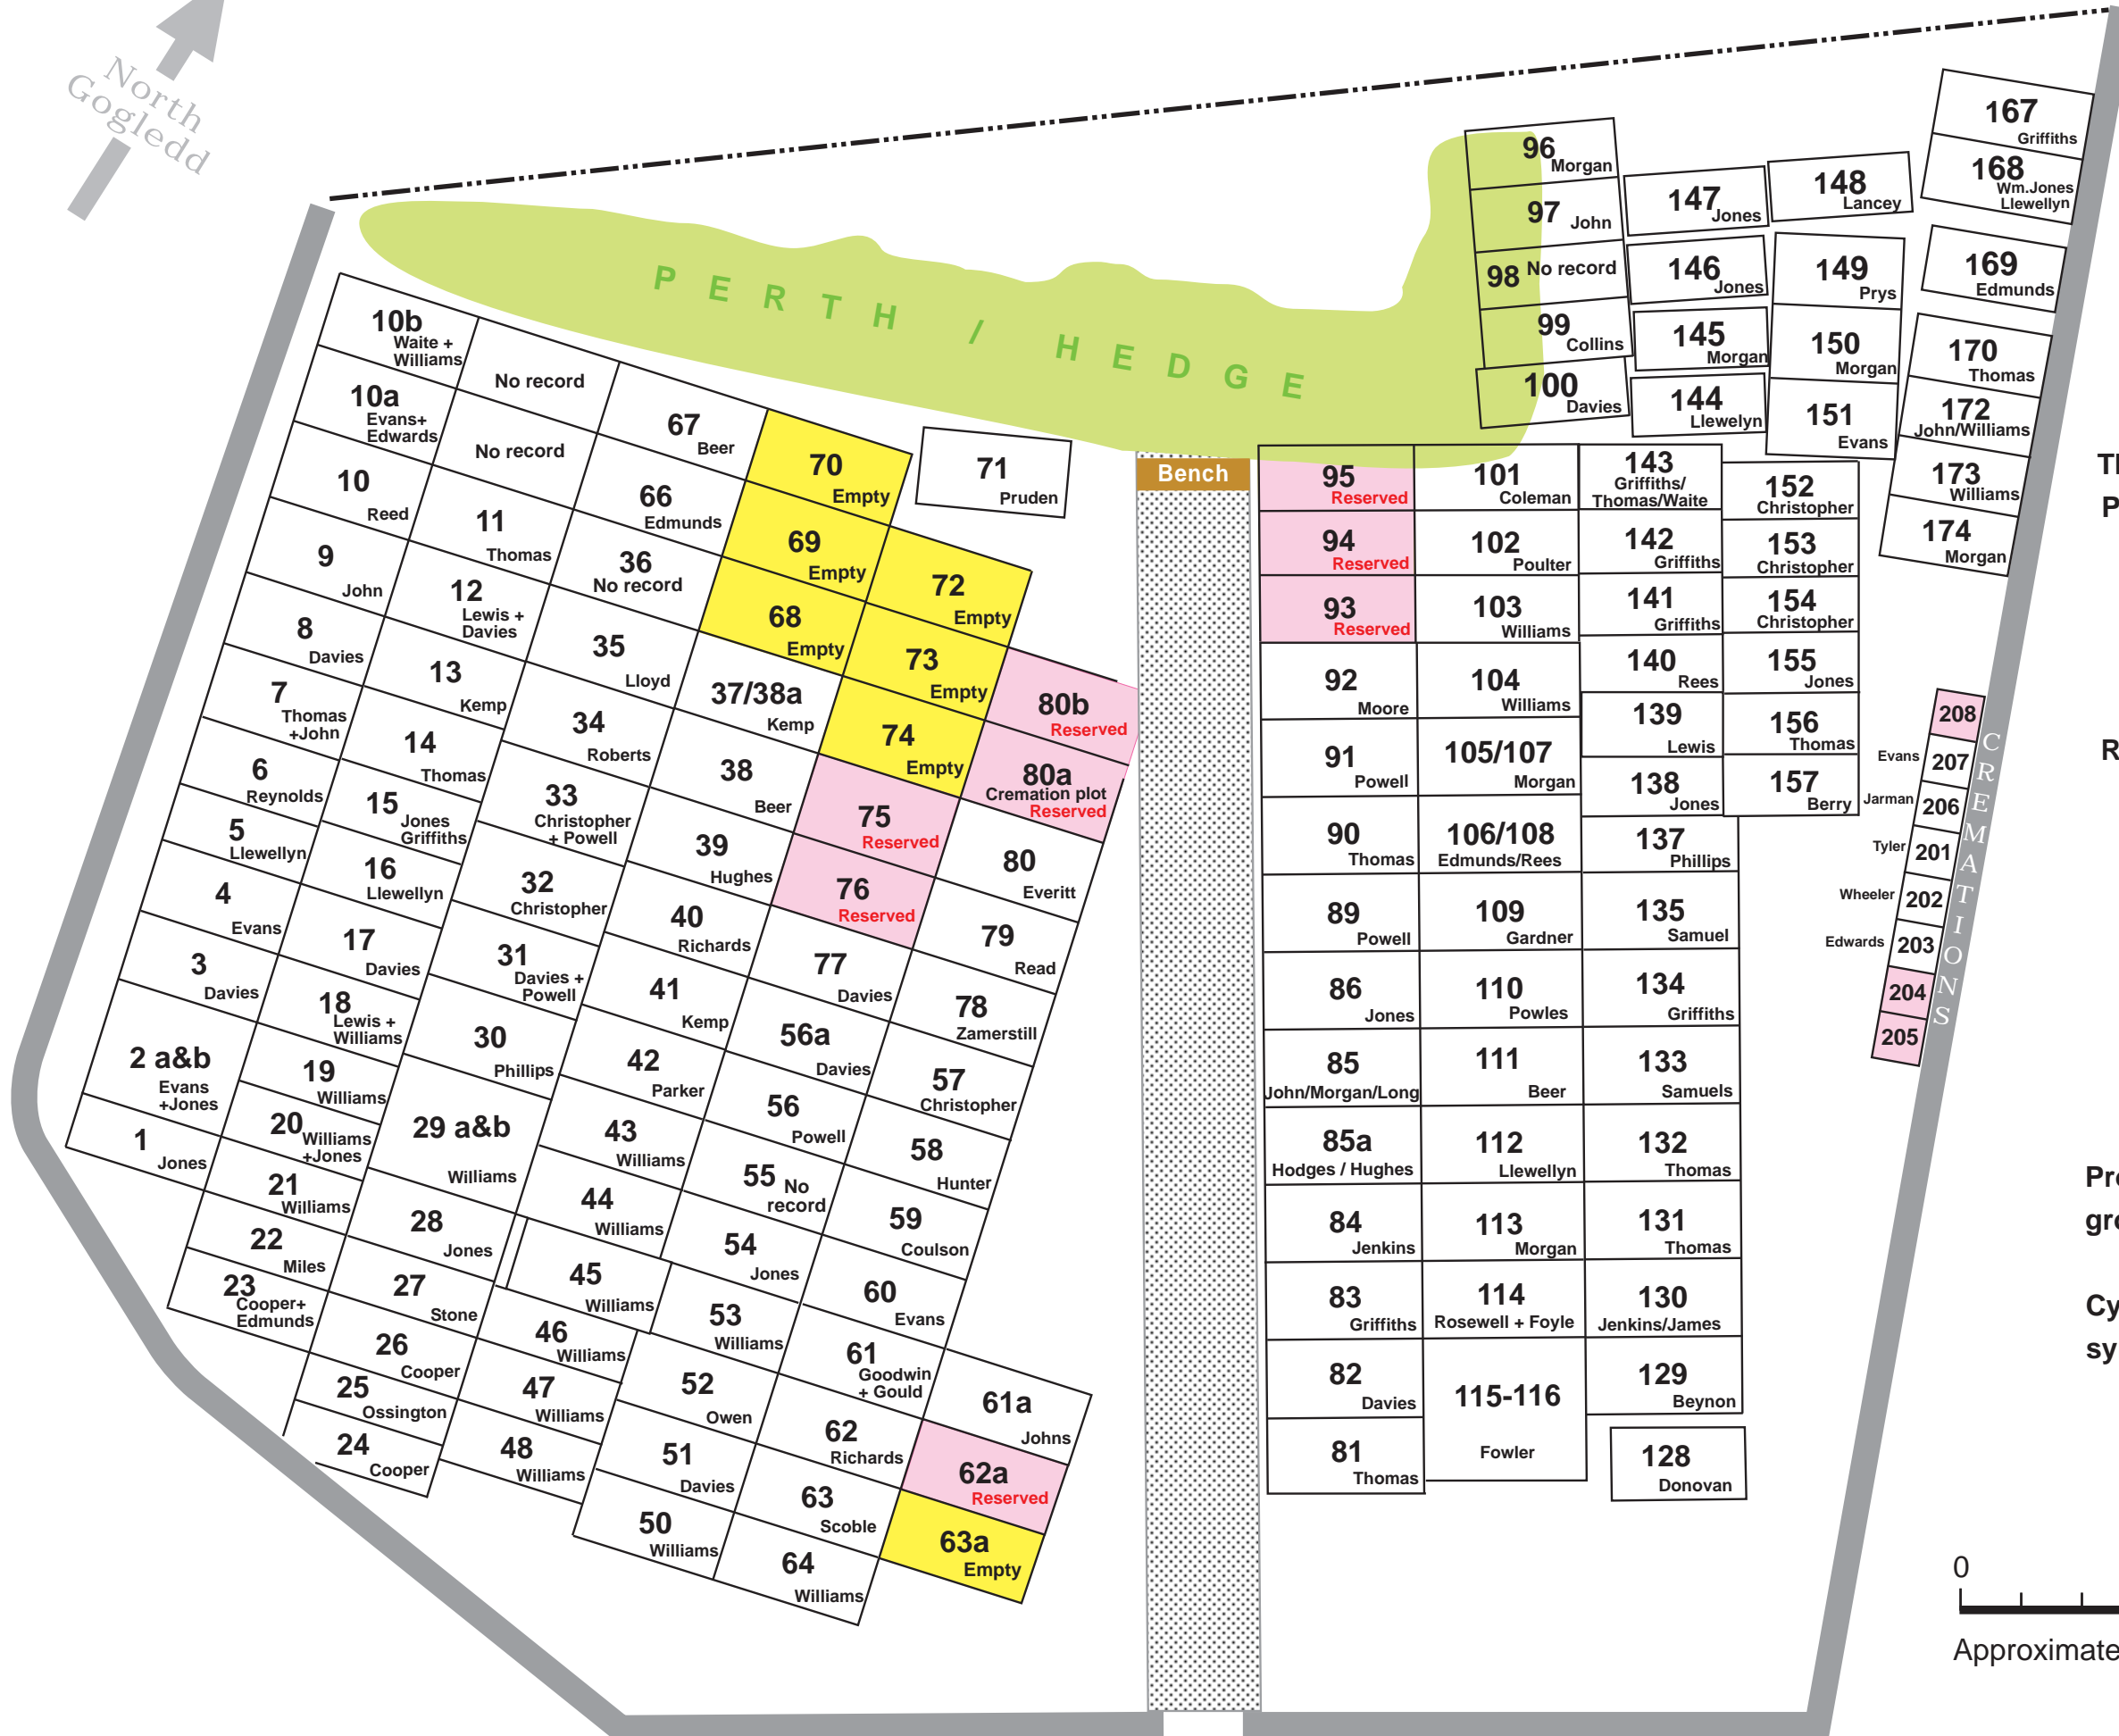 North
Gogledd
PERTH / HEDGE
Bench
10b
Waite +
Williams
No record
10a
Evans+
Edwards
No record
67
Beer
70
Empty
71
Pruden
10
Reed
11
Thomas
66
Edmunds
69
Empty
72
Empty
9
John
12
Lewis +
Davies
36
No record
68
Empty
73
Empty
80b
Reserved
8
Davies
13
Kemp
35
Lloyd
37/38a
Kemp
74
Empty
80a
Cremation plot
Reserved
7
Thomas
+John
14
Thomas
34
Roberts
38
Beer
75
Reserved
80
Everitt
6
Reynolds
15
Jones
Griffiths
33
Christopher
+ Powell
39
Hughes
76
Reserved
79
Read
5
Llewellyn
16
Llewellyn
32
Christopher
40
Richards
77
Davies
78
Zamerstill
4
Evans
17
Davies
31
Davies +
Powell
41
Kemp
56a
Davies
57
Christopher
3
Davies
18
Lewis +
Williams
30
Phillips
42
Parker
56
Powell
58
Hunter
2 a&b
Evans
+Jones
19
Williams
29 a&b
Williams
43
Williams
55
No
record
59
Coulson
1
Jones
20
Williams
+Jones
28
Jones
44
Williams
54
Jones
60
Evans
21
Williams
27
Stone
45
Williams
53
Williams
61
Goodwin
+ Gould
61a
Johns
22
Miles
26
Cooper
46
Williams
52
Owen
62
Richards
62a
Reserved
23
Cooper+
Edmunds
25
Ossington
47
Williams
51
Davies
63
Scoble
63a
Empty
24
Cooper
48
Williams
50
Williams
64
Williams
96
Morgan
97
John
98 No record
99
Collins
100
Davies
147
Jones
146
Jones
145
Morgan
144
Llewelyn
148
Lancey
149
Prys
150
Morgan
151
Evans
167
Griffiths
168
Wm.Jones
Llewellyn
169
Edmunds
170
Thomas
172
John/Williams
173
Williams
174
Morgan
95
Reserved
101
Coleman
143
Griffiths/
Thomas/Waite
152
Christopher
94
Reserved
102
Poulter
142
Griffiths
153
Christopher
93
Reserved
103
Williams
141
Griffiths
154
Christopher
92
Moore
104
Williams
140
Rees
155
Jones
91
Powell
105/107
Morgan
139
Lewis
156
Thomas
138
Jones
157
Berry
90
Thomas
106/108
Edmunds/Rees
137
Phillips
89
Powell
109
Gardner
135
Samuel
86
Jones
110
Powles
134
Griffiths
85
John/Morgan/Long
111
Beer
133
Samuels
85a
Hodges / Hughes
112
Llewellyn
132
Thomas
84
Jenkins
113
Morgan
131
Thomas
83
Griffiths
114
Rosewell + Foyle
130
Jenkins/James
82
Davies
115-116
Fowler
129
Beynon
81
Thomas
128
Donovan
208
Evans 207
Jarman 206
Tyler 201
Wheeler 202
Edwards 203
204
205
CREMATIONS
P
R
Cy
sy
0
Approximate